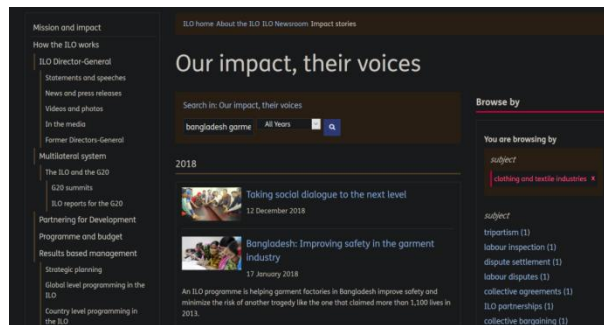 Mission and impact
How the ILO works
ILO Director-General
Statements and speeches
News and press releases
Videos and photos
In the media
Former Directors-General
Multilateral system
The ILO and the G20
G20 summits
ILO reports for the G20
Partnering for Development
Programme and budget
Results based management
Strategic planning
Global level programming in the
ILO
Country level programming in
the ILO
ILO home About the ILO ILO Newsroom Impact stories
Our impact, their voices
Search in: Our impact, their voices
bangladesh garme All Years
2018
Taking social dialogue to the next level
12 December 2018
Bangladesh: Improving safety in the garment
industry
17 January 2018
An ILO programme is helping garment factories in Bangladesh improve safety and
minimize the risk of another tragedy like the one that claimed more than 1,100 lives in
2013.
Browse by
You are browsing by
subject
clothing and textile industries x
subject
tripartism (1)
labour inspection (1)
dispute settlement (1)
labour disputes (1)
collective agreements (1)
ILO partnerships (1)
collective bargaining (1)